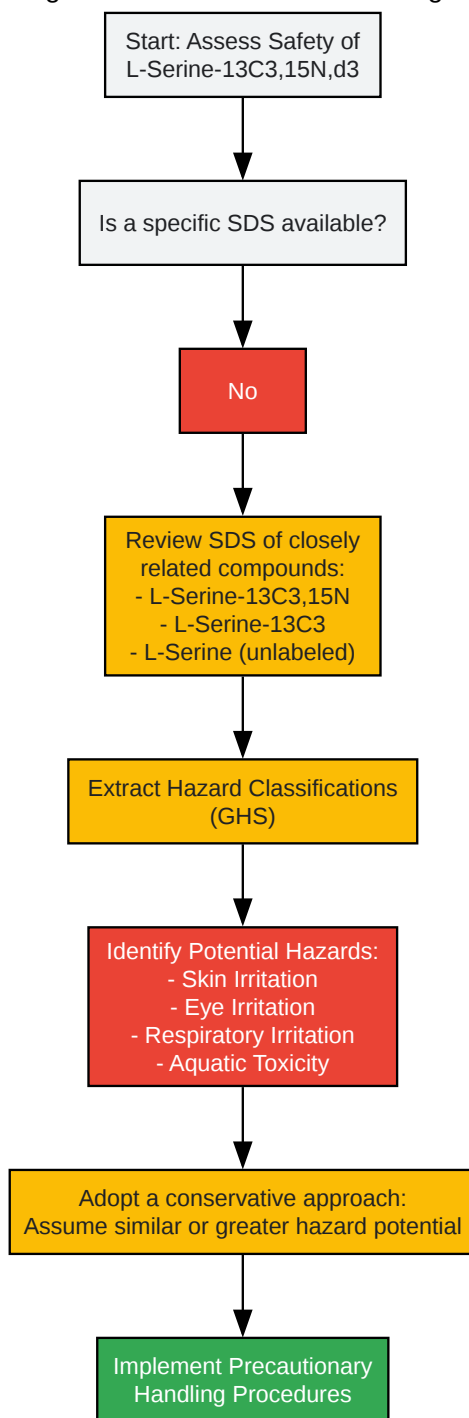 Start: Assess Safety of
L-Serine-13C3,15N,d3
Is a specific SDS available?
No
Review SDS of closely
related compounds:
- L-Serine-13C3,15N
- L-Serine-13C3
- L-Serine (unlabeled)
Extract Hazard Classifications
(GHS)
Identify Potential Hazards:
- Skin Irritation
- Eye Irritation
- Respiratory Irritation
- Aquatic Toxicity
Adopt a conservative approach:
Assume similar or greater hazard potential
Implement Precautionary
Handling Procedures